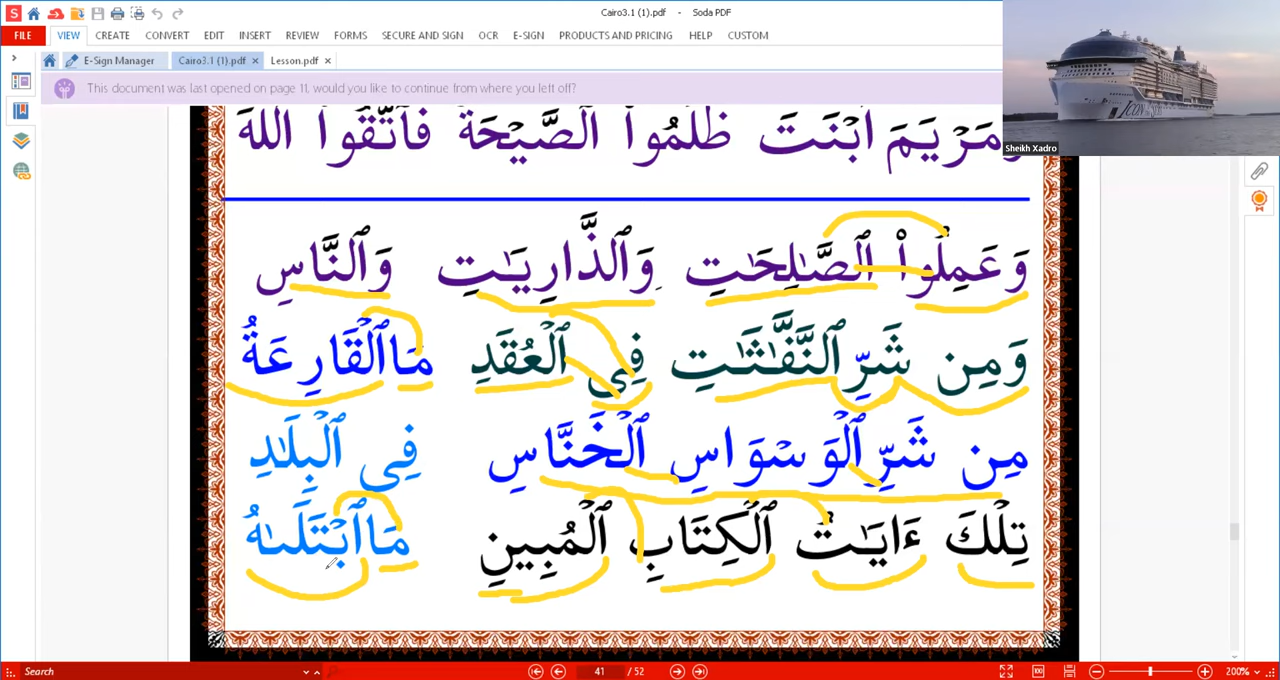 Cairo3.1 (1).pdf - Soda PDF
FILE VIEW CREATE CONVERT EDIT INSERT REVIEW FORMS SECURE AND SIGN OCR E-SIGN PRODUCTS AND PRICING HELP CUSTOM
E-Sign Manager Cairo3.1 (1).pdf × Lesson.pdf ×
This document was last opened on page 11, would you like to continue from where you left off?
Sheikh Xadro
وَمَرْيَمَ ٱبْنَتَ ظَلَمُوا۟ ٱلصَّيْحَةُ فَٱتَّقُوا۟ ٱللَّهَ
وَعَمِلُوا۟ ٱلصَّـٰلِحَـٰتِ وَٱلذَّٰرِيَـٰتِ وَٱلنَّاسِ
وَمِن شَرِّ ٱلنَّفَّـٰثَـٰتِ فِى ٱلْعُقَدِ مَا ٱلْقَارِعَةُ
مِن شَرِّ ٱلْوَسْوَاسِ ٱلْخَنَّاسِ فِى ٱلْبِلَـٰدِ
تِلْكَ ءَايَـٰتُ ٱلْكِتَابِ ٱلْمُبِينِ مَا ٱبْتَلَىٰهُ
Search 41 / 52 200%